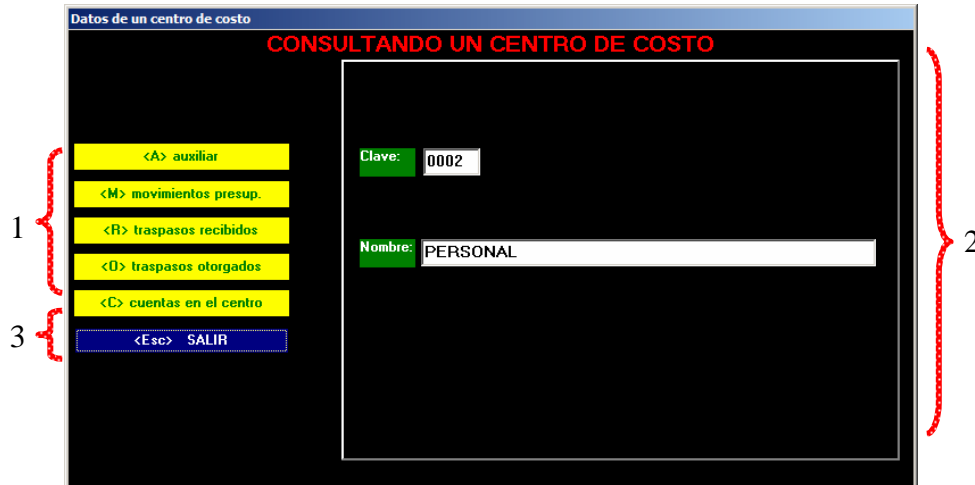 Datos de un centro de costo
CONSULTANDO UN CENTRO DE COSTO
1
<A> auxiliar
<M> movimientos presup.
<R> traspasos recibidos
<O> traspasos otorgados
<C> cuentas en el centro
3
<Esc> SALIR
Clave: 0002
Nombre: PERSONAL
2